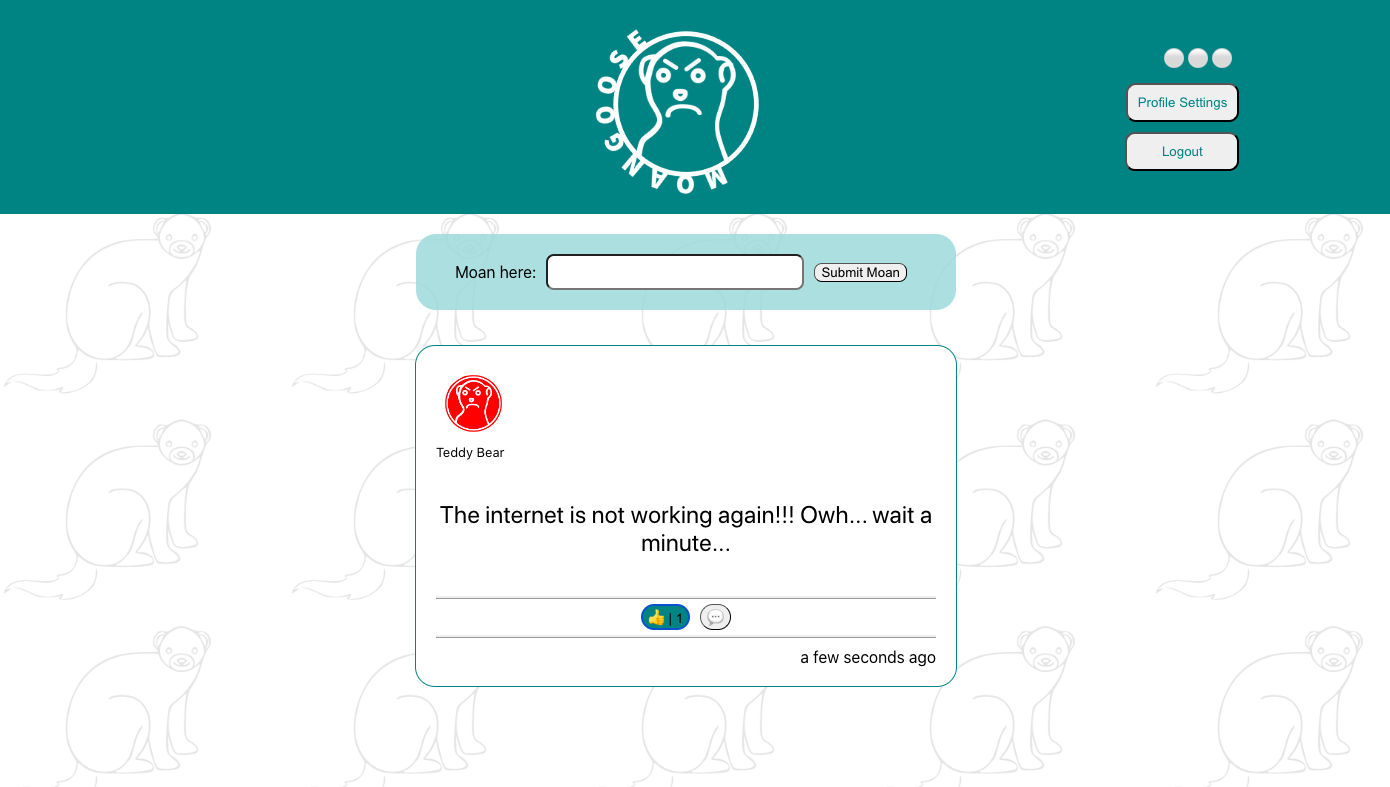 MOANGOOSE
Profile Settings
Logout
Moan here:
Submit Moan
Teddy Bear
The internet is not working again!!! Owh... wait a
minute...
👍 | 1
💬
a few seconds ago